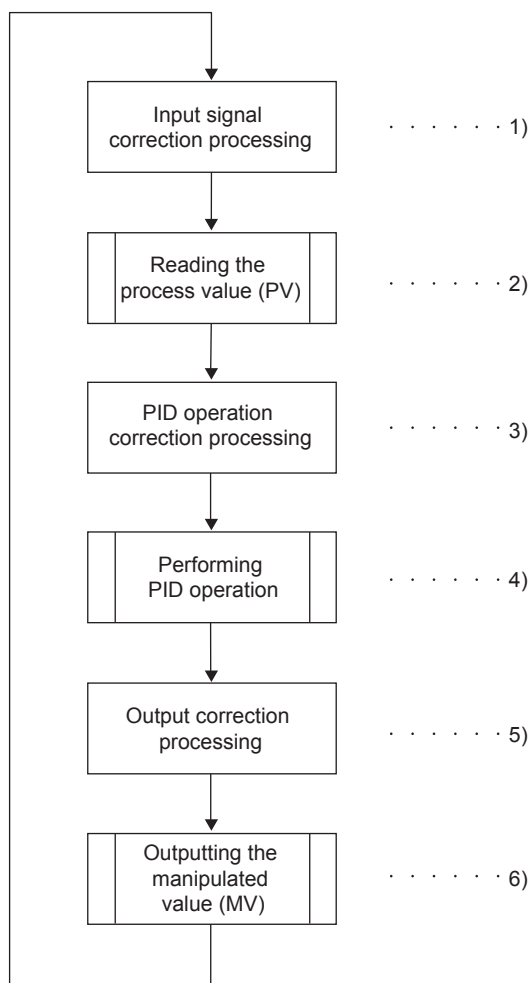 Input signal
correction processing
· · · · · · 1)
Reading the
process value (PV)
· · · · · · 2)
PID operation
correction processing
· · · · · · 3)
Performing
PID operation
· · · · · · 4)
Output correction
processing
· · · · · · 5)
Outputting the
manipulated
value (MV)
· · · · · · 6)